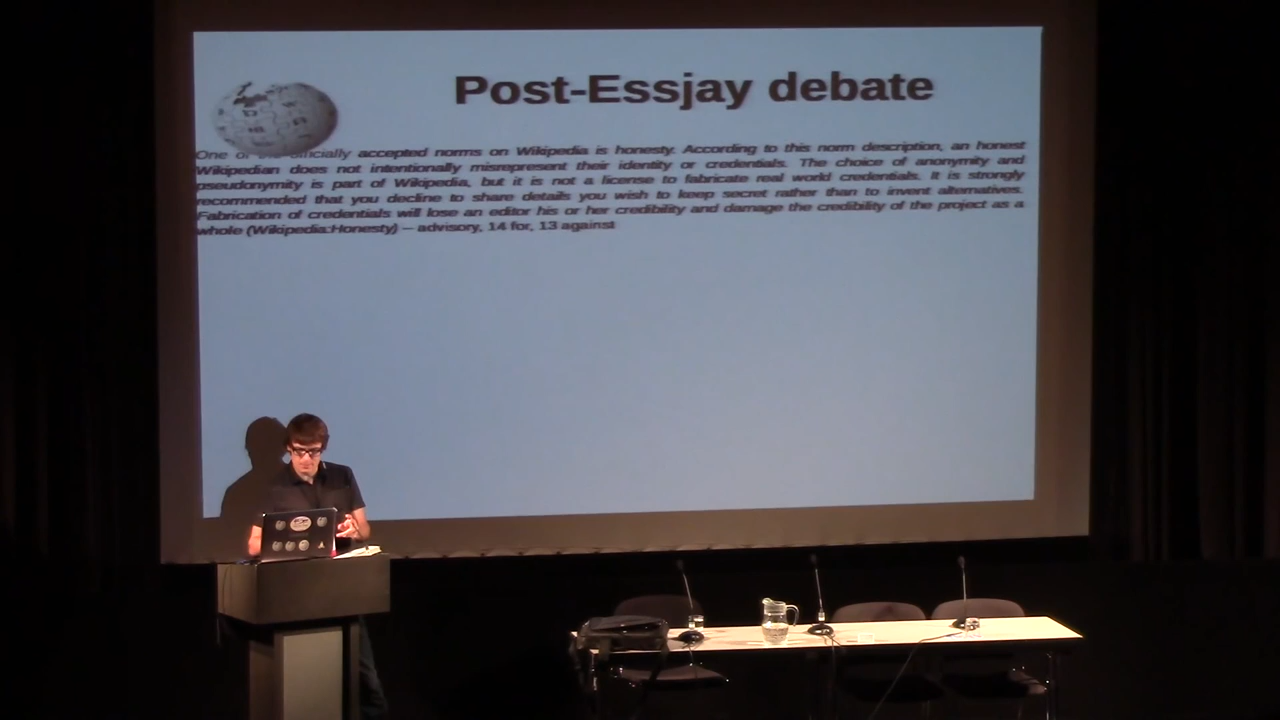 Post-Essjay debate
One of the officially accepted norms on Wikipedia is honesty. According to this norm description, an honest
Wikipedian does not intentionally misrepresent their identity or credentials. The choice of anonymity and
pseudonymity is part of Wikipedia, but it is not a license to fabricate real world credentials. It is strongly
recommended that you decline to share details you wish to keep secret rather than to invent alternatives.
Fabrication of credentials will lose an editor his or her credibility and damage the credibility of the project as a
whole (Wikipedia:Honesty) – advisory, 14 for, 13 against